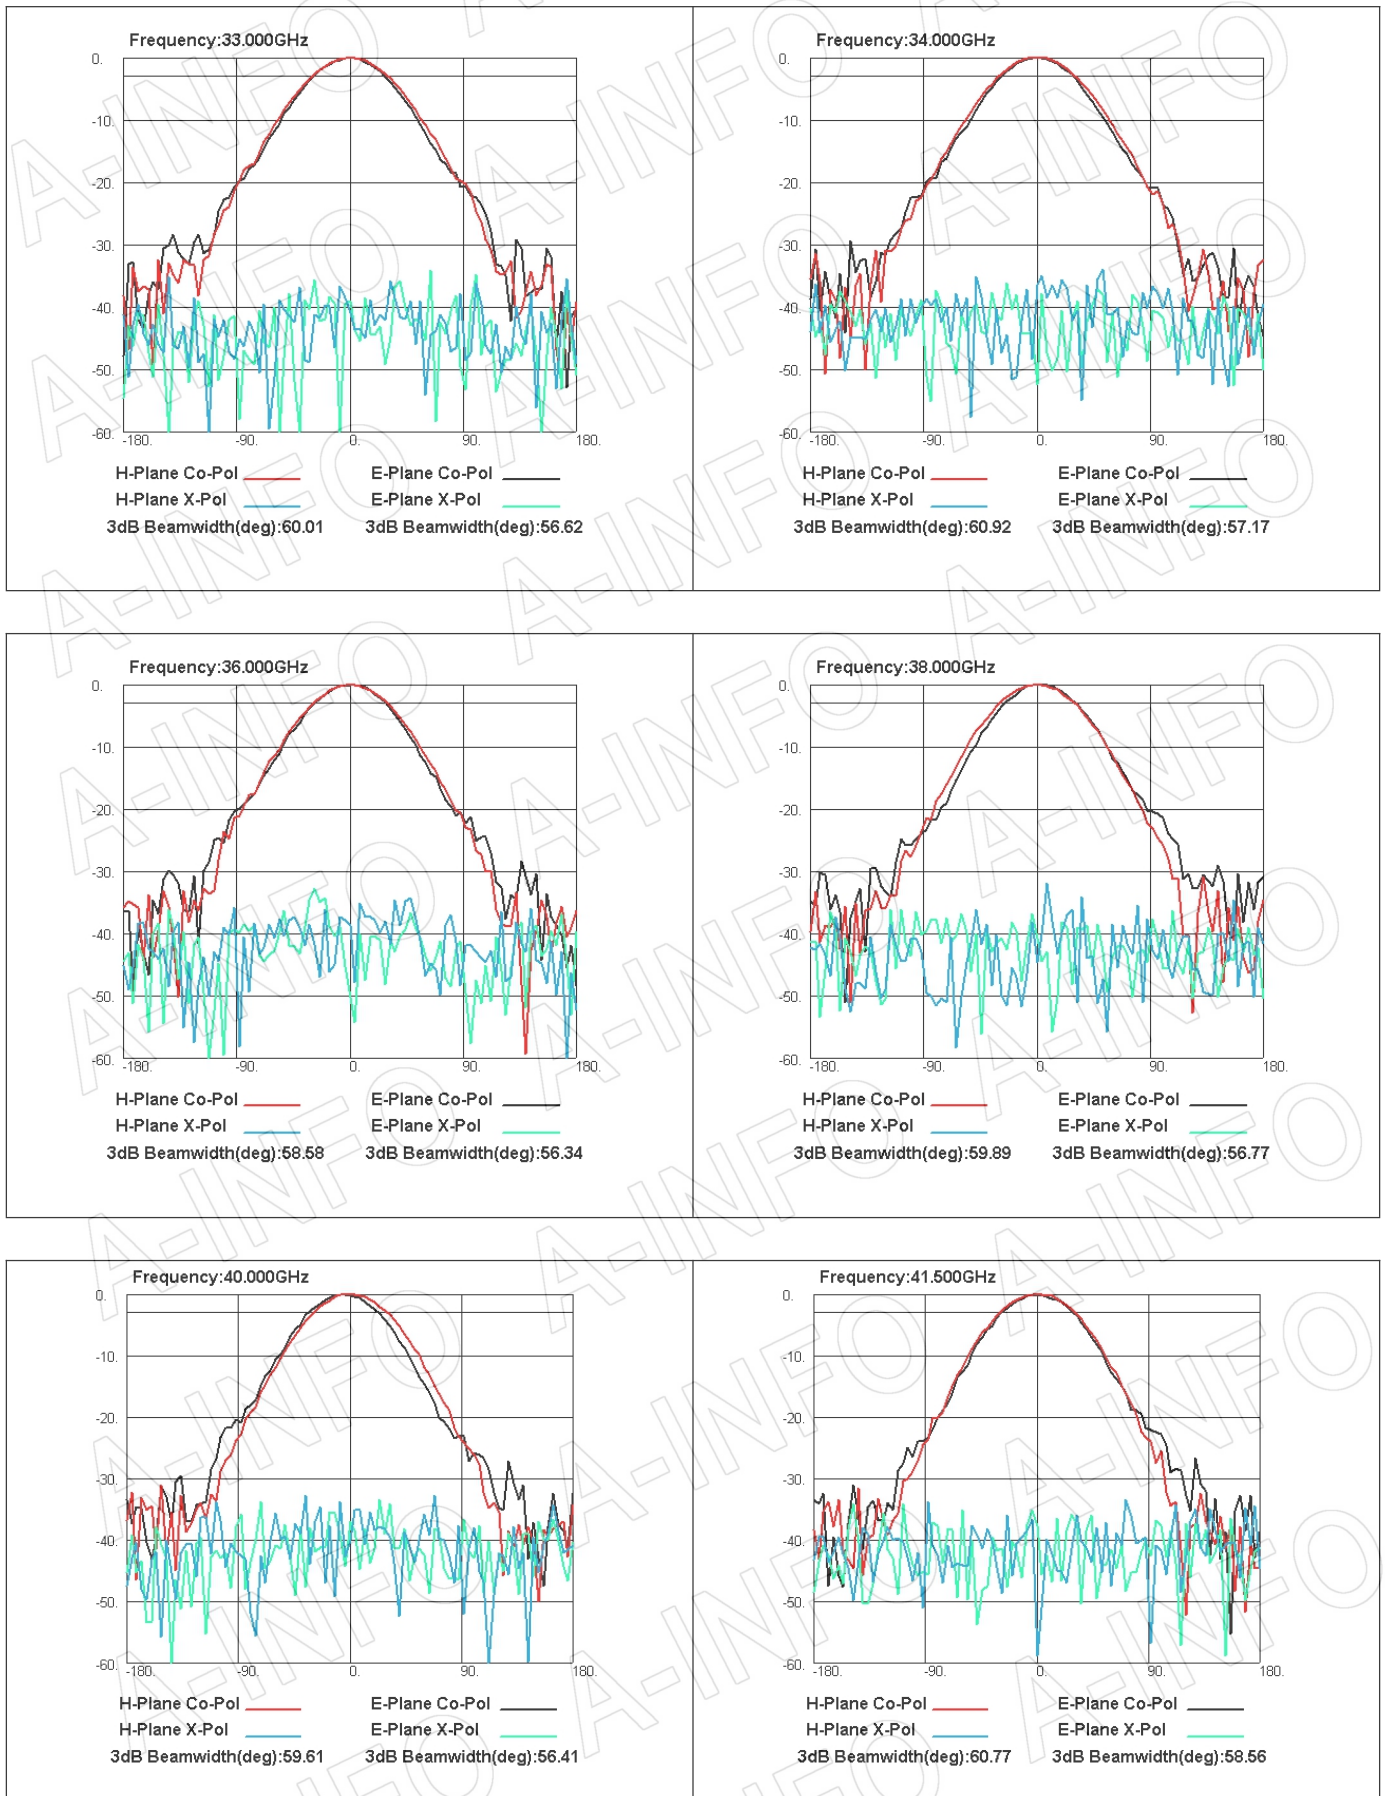 Frequency:33.000GHz
0.
-10.
-20.
-30.
-40.
-50.
-60.
-180. -90. 0. 90. 180.
H-Plane Co-Pol E-Plane Co-Pol
H-Plane X-Pol E-Plane X-Pol
3dB Beamwidth(deg):60.01 3dB Beamwidth(deg):56.62
Frequency:34.000GHz
0.
-10.
-20.
-30.
-40.
-50.
-60.
-180. -90. 0. 90. 180.
H-Plane Co-Pol E-Plane Co-Pol
H-Plane X-Pol E-Plane X-Pol
3dB Beamwidth(deg):60.92 3dB Beamwidth(deg):57.17
Frequency:36.000GHz
0.
-10.
-20.
-30.
-40.
-50.
-60.
-180. -90. 0. 90. 180.
H-Plane Co-Pol E-Plane Co-Pol
H-Plane X-Pol E-Plane X-Pol
3dB Beamwidth(deg):58.58 3dB Beamwidth(deg):56.34
Frequency:38.000GHz
0.
-10.
-20.
-30.
-40.
-50.
-60.
-180. -90. 0. 90. 180.
H-Plane Co-Pol E-Plane Co-Pol
H-Plane X-Pol E-Plane X-Pol
3dB Beamwidth(deg):59.89 3dB Beamwidth(deg):56.77
Frequency:40.000GHz
0.
-10.
-20.
-30.
-40.
-50.
-60.
-180. -90. 0. 90. 180.
H-Plane Co-Pol E-Plane Co-Pol
H-Plane X-Pol E-Plane X-Pol
3dB Beamwidth(deg):59.61 3dB Beamwidth(deg):56.41
Frequency:41.500GHz
0.
-10.
-20.
-30.
-40.
-50.
-60.
-180. -90. 0. 90. 180.
H-Plane Co-Pol E-Plane Co-Pol
H-Plane X-Pol E-Plane X-Pol
3dB Beamwidth(deg):60.77 3dB Beamwidth(deg):58.56
A-INFO